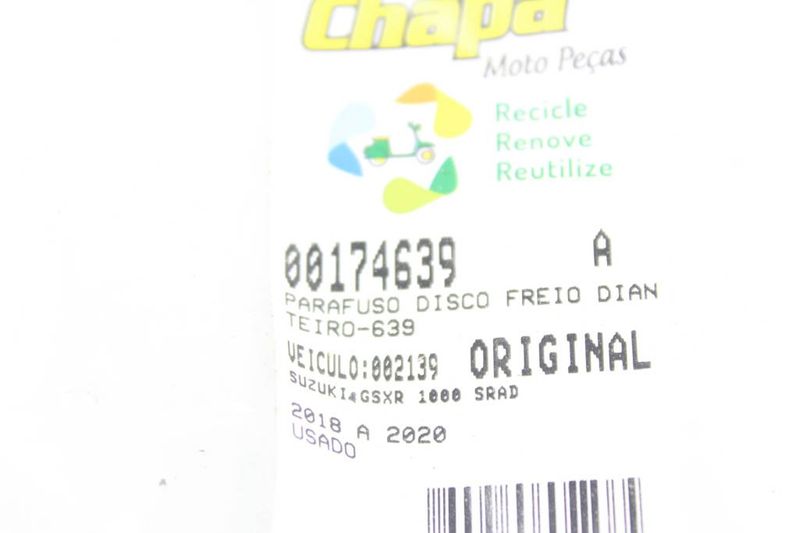 Chapa
Moto Peças
Recicle
Renove
Reutilize
00174639 A
PARAFUSO DISCO FREIO DIAN
TEIRO-639
VEICULO:002139 ORIGINAL
SUZUKI GSXR 1000 SRAD
2018 A 2020
USADO